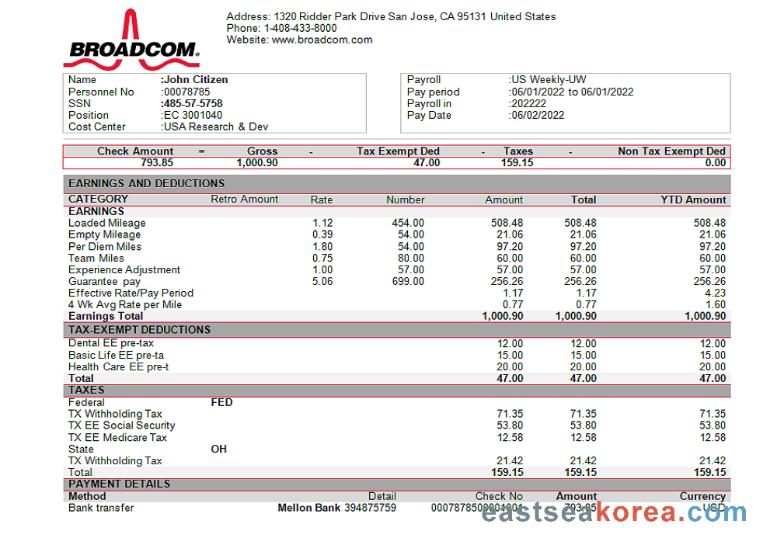 BROADCOM.
Address: 1320 Ridder Park Drive San Jose, CA 95131 United States
Phone: 1-408-433-8000
Website: www.broadcom.com
Name :John Citizen
Personnel No :00078785
SSN :485-57-5758
Position :EC 3001040
Cost Center :USA Research & Dev
Payroll :US Weekly-UW
Pay period :06/01/2022 to 06/01/2022
Payroll in :202222
Pay Date :06/02/2022
Check Amount = Gross - Tax Exempt Ded - Taxes - Non Tax Exempt Ded
793.85 1,000.90 47.00 159.15 0.00
EARNINGS AND DEDUCTIONS
CATEGORY Retro Amount Rate Number Amount Total YTD Amount
EARNINGS
Loaded Mileage 1.12 454.00 508.48 508.48 508.48
Empty Mileage 0.39 54.00 21.06 21.06 21.06
Per Diem Miles 1.80 54.00 97.20 97.20 97.20
Team Miles 0.75 80.00 60.00 60.00 60.00
Experience Adjustment 1.00 57.00 57.00 57.00 57.00
Guarantee pay 5.06 699.00 256.26 256.26 256.26
Effective Rate/Pay Period 1.17 1.17 4.23
4 Wk Avg Rate per Mile 0.77 0.77 1.60
Earnings Total 1,000.90 1,000.90 1,000.90
TAX-EXEMPT DEDUCTIONS
Dental EE pre-tax 12.00 12.00 12.00
Basic Life EE pre-ta 15.00 15.00 15.00
Health Care EE pre-t 20.00 20.00 20.00
Total 47.00 47.00 47.00
TAXES
Federal FED
TX Withholding Tax 71.35 71.35 71.35
TX EE Social Security 53.80 53.80 53.80
TX EE Medicare Tax 12.58 12.58 12.58
State OH
TX Withholding Tax 21.42 21.42 21.42
Total 159.15 159.15 159.15
PAYMENT DETAILS
Method Detail Check No Amount Currency
Bank transfer Mellon Bank 394875759 793.85 USD
eastseakorea.com